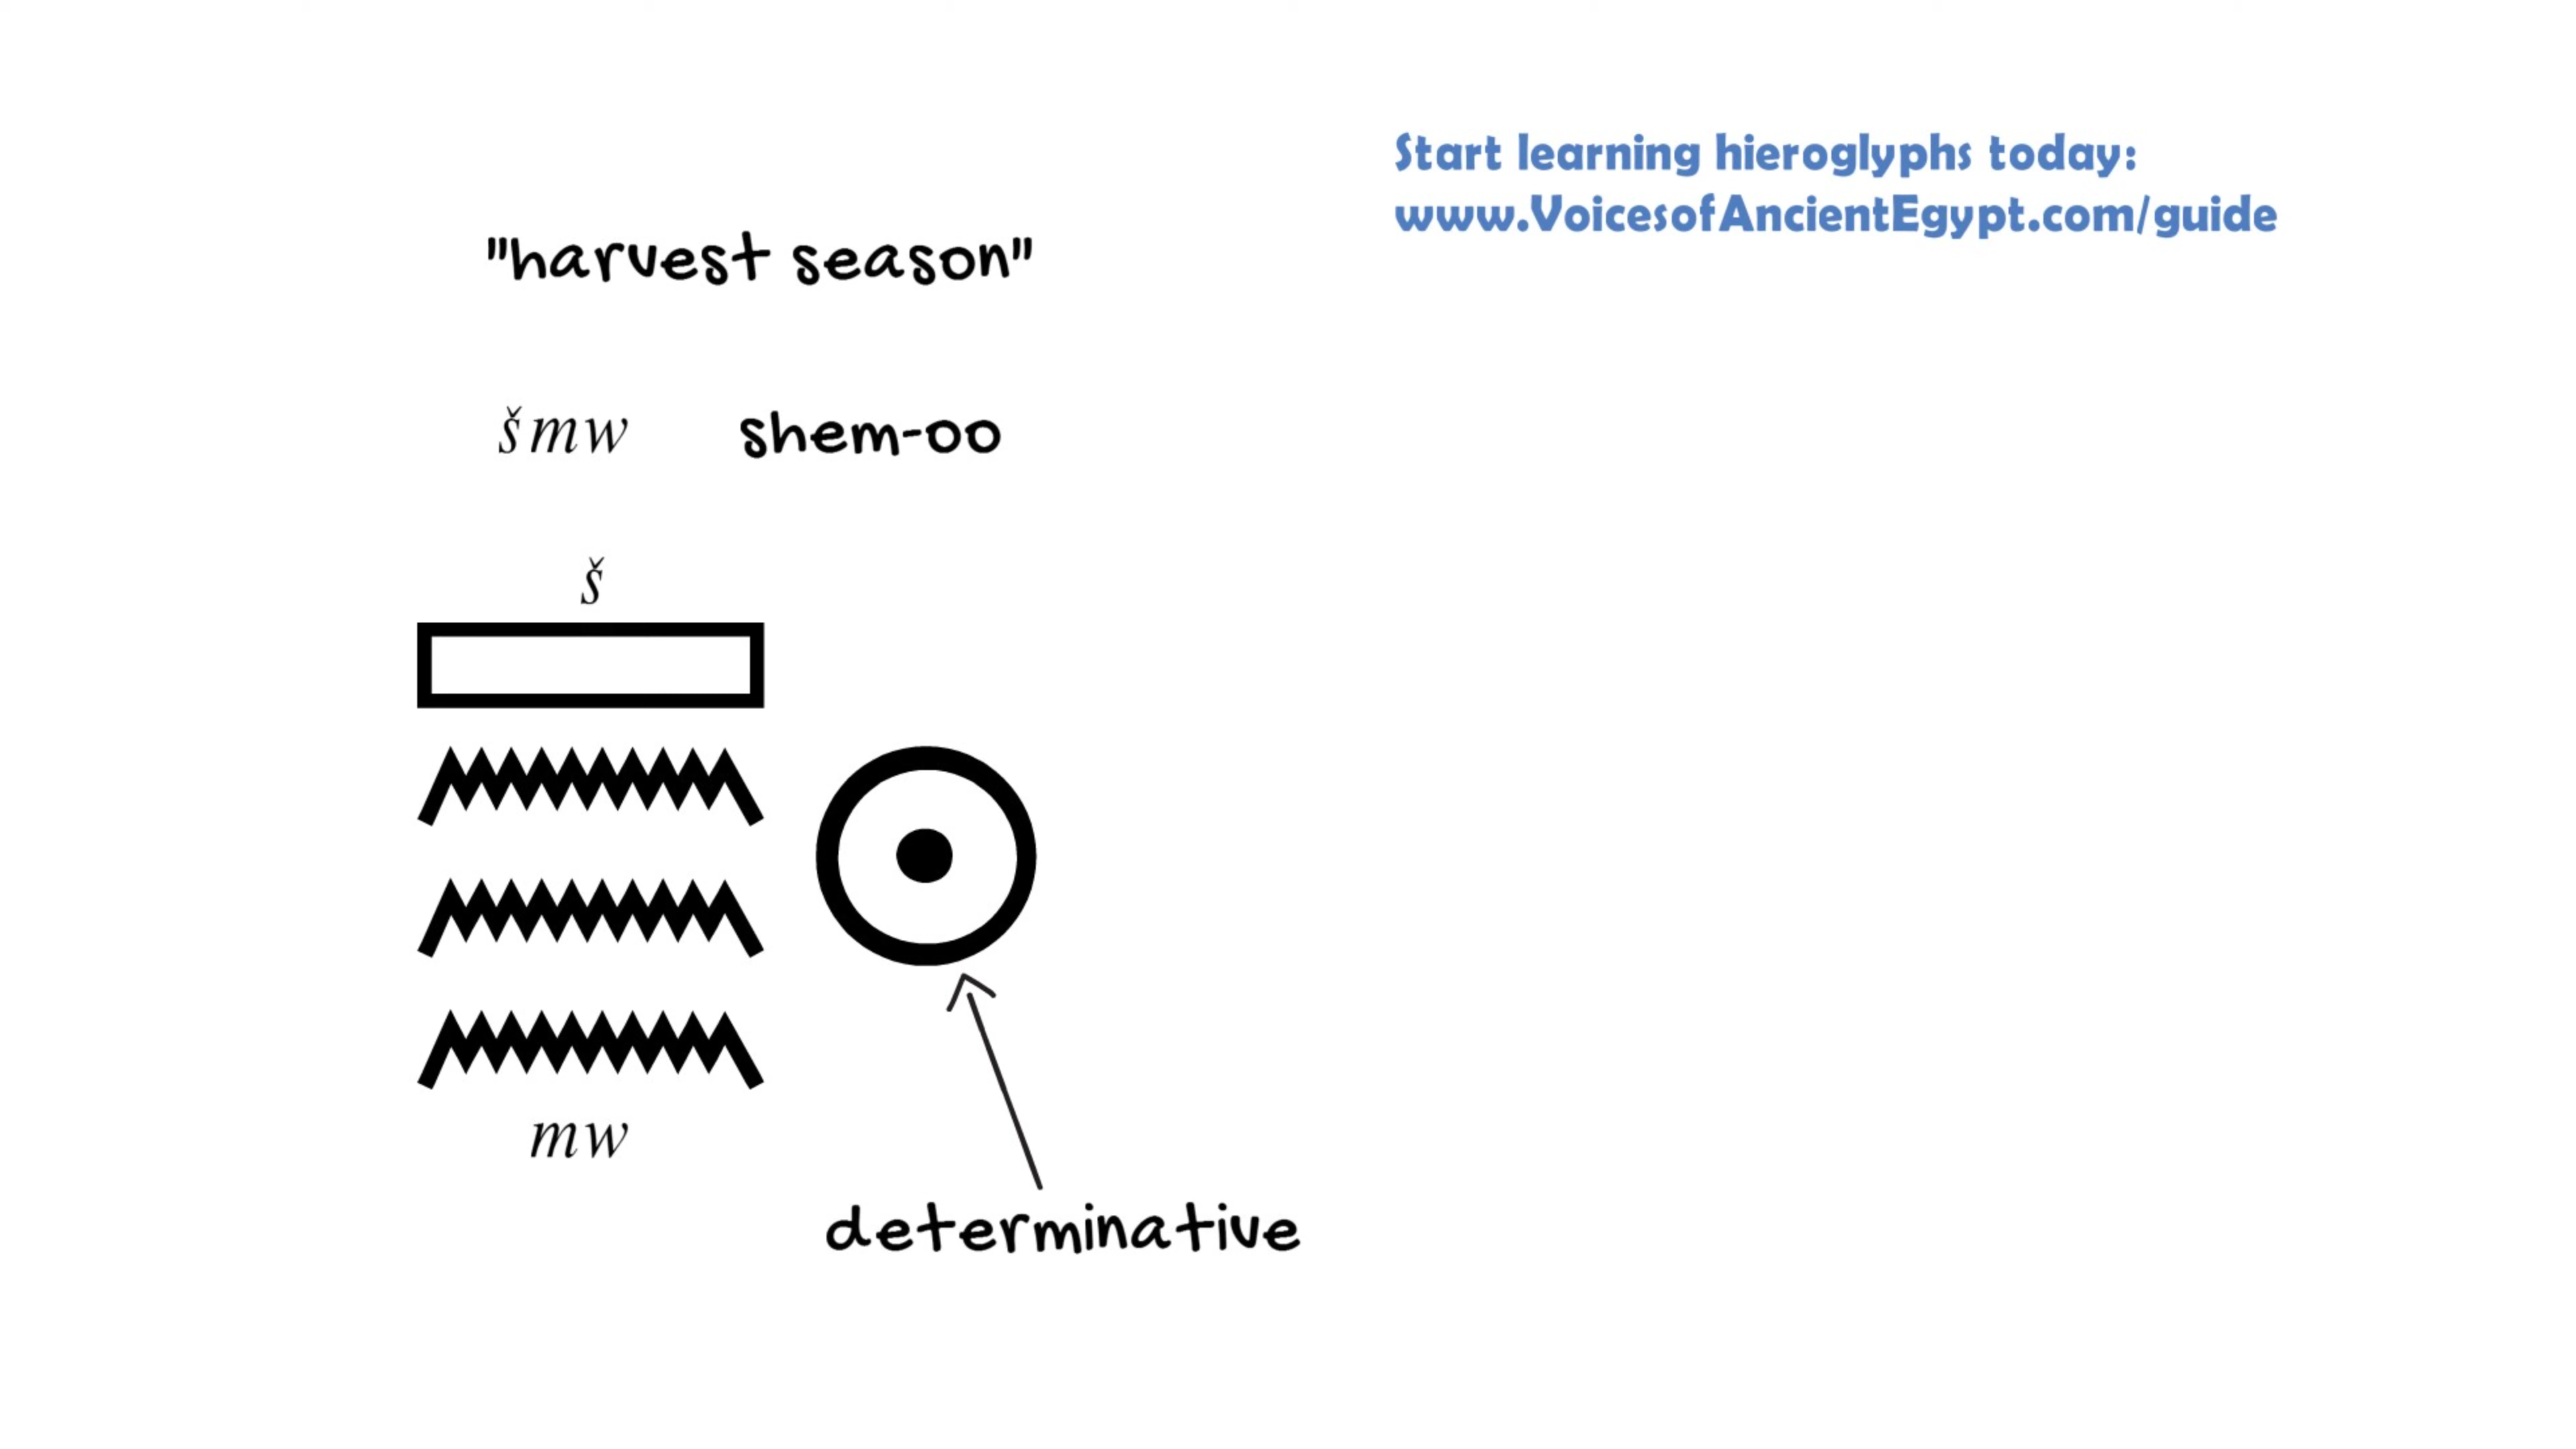 Start learning hieroglyphs today:
www.VoicesofAncientEgypt.com/guide
"harvest season"
šmw shem-oo
š
𓈙
𓈗 𓇳
mw
determinative